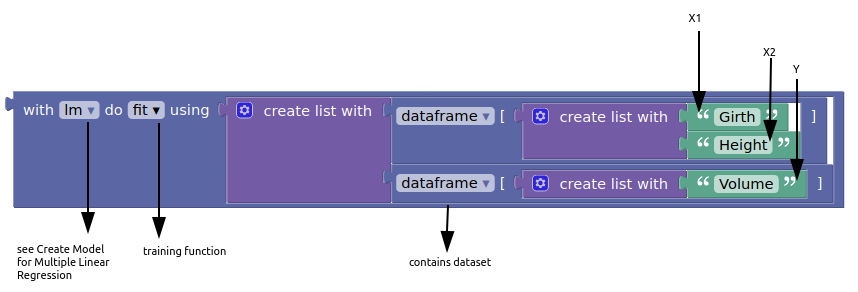 X1
X2
Y
with lm ▾ do fit ▾ using create list with dataframe ▾ [ create list with “ Girth ” ]
“ Height ”
dataframe ▾ [ create list with “ Volume ” ]
see Create Model
for Multiple Linear
Regression
training function
contains dataset